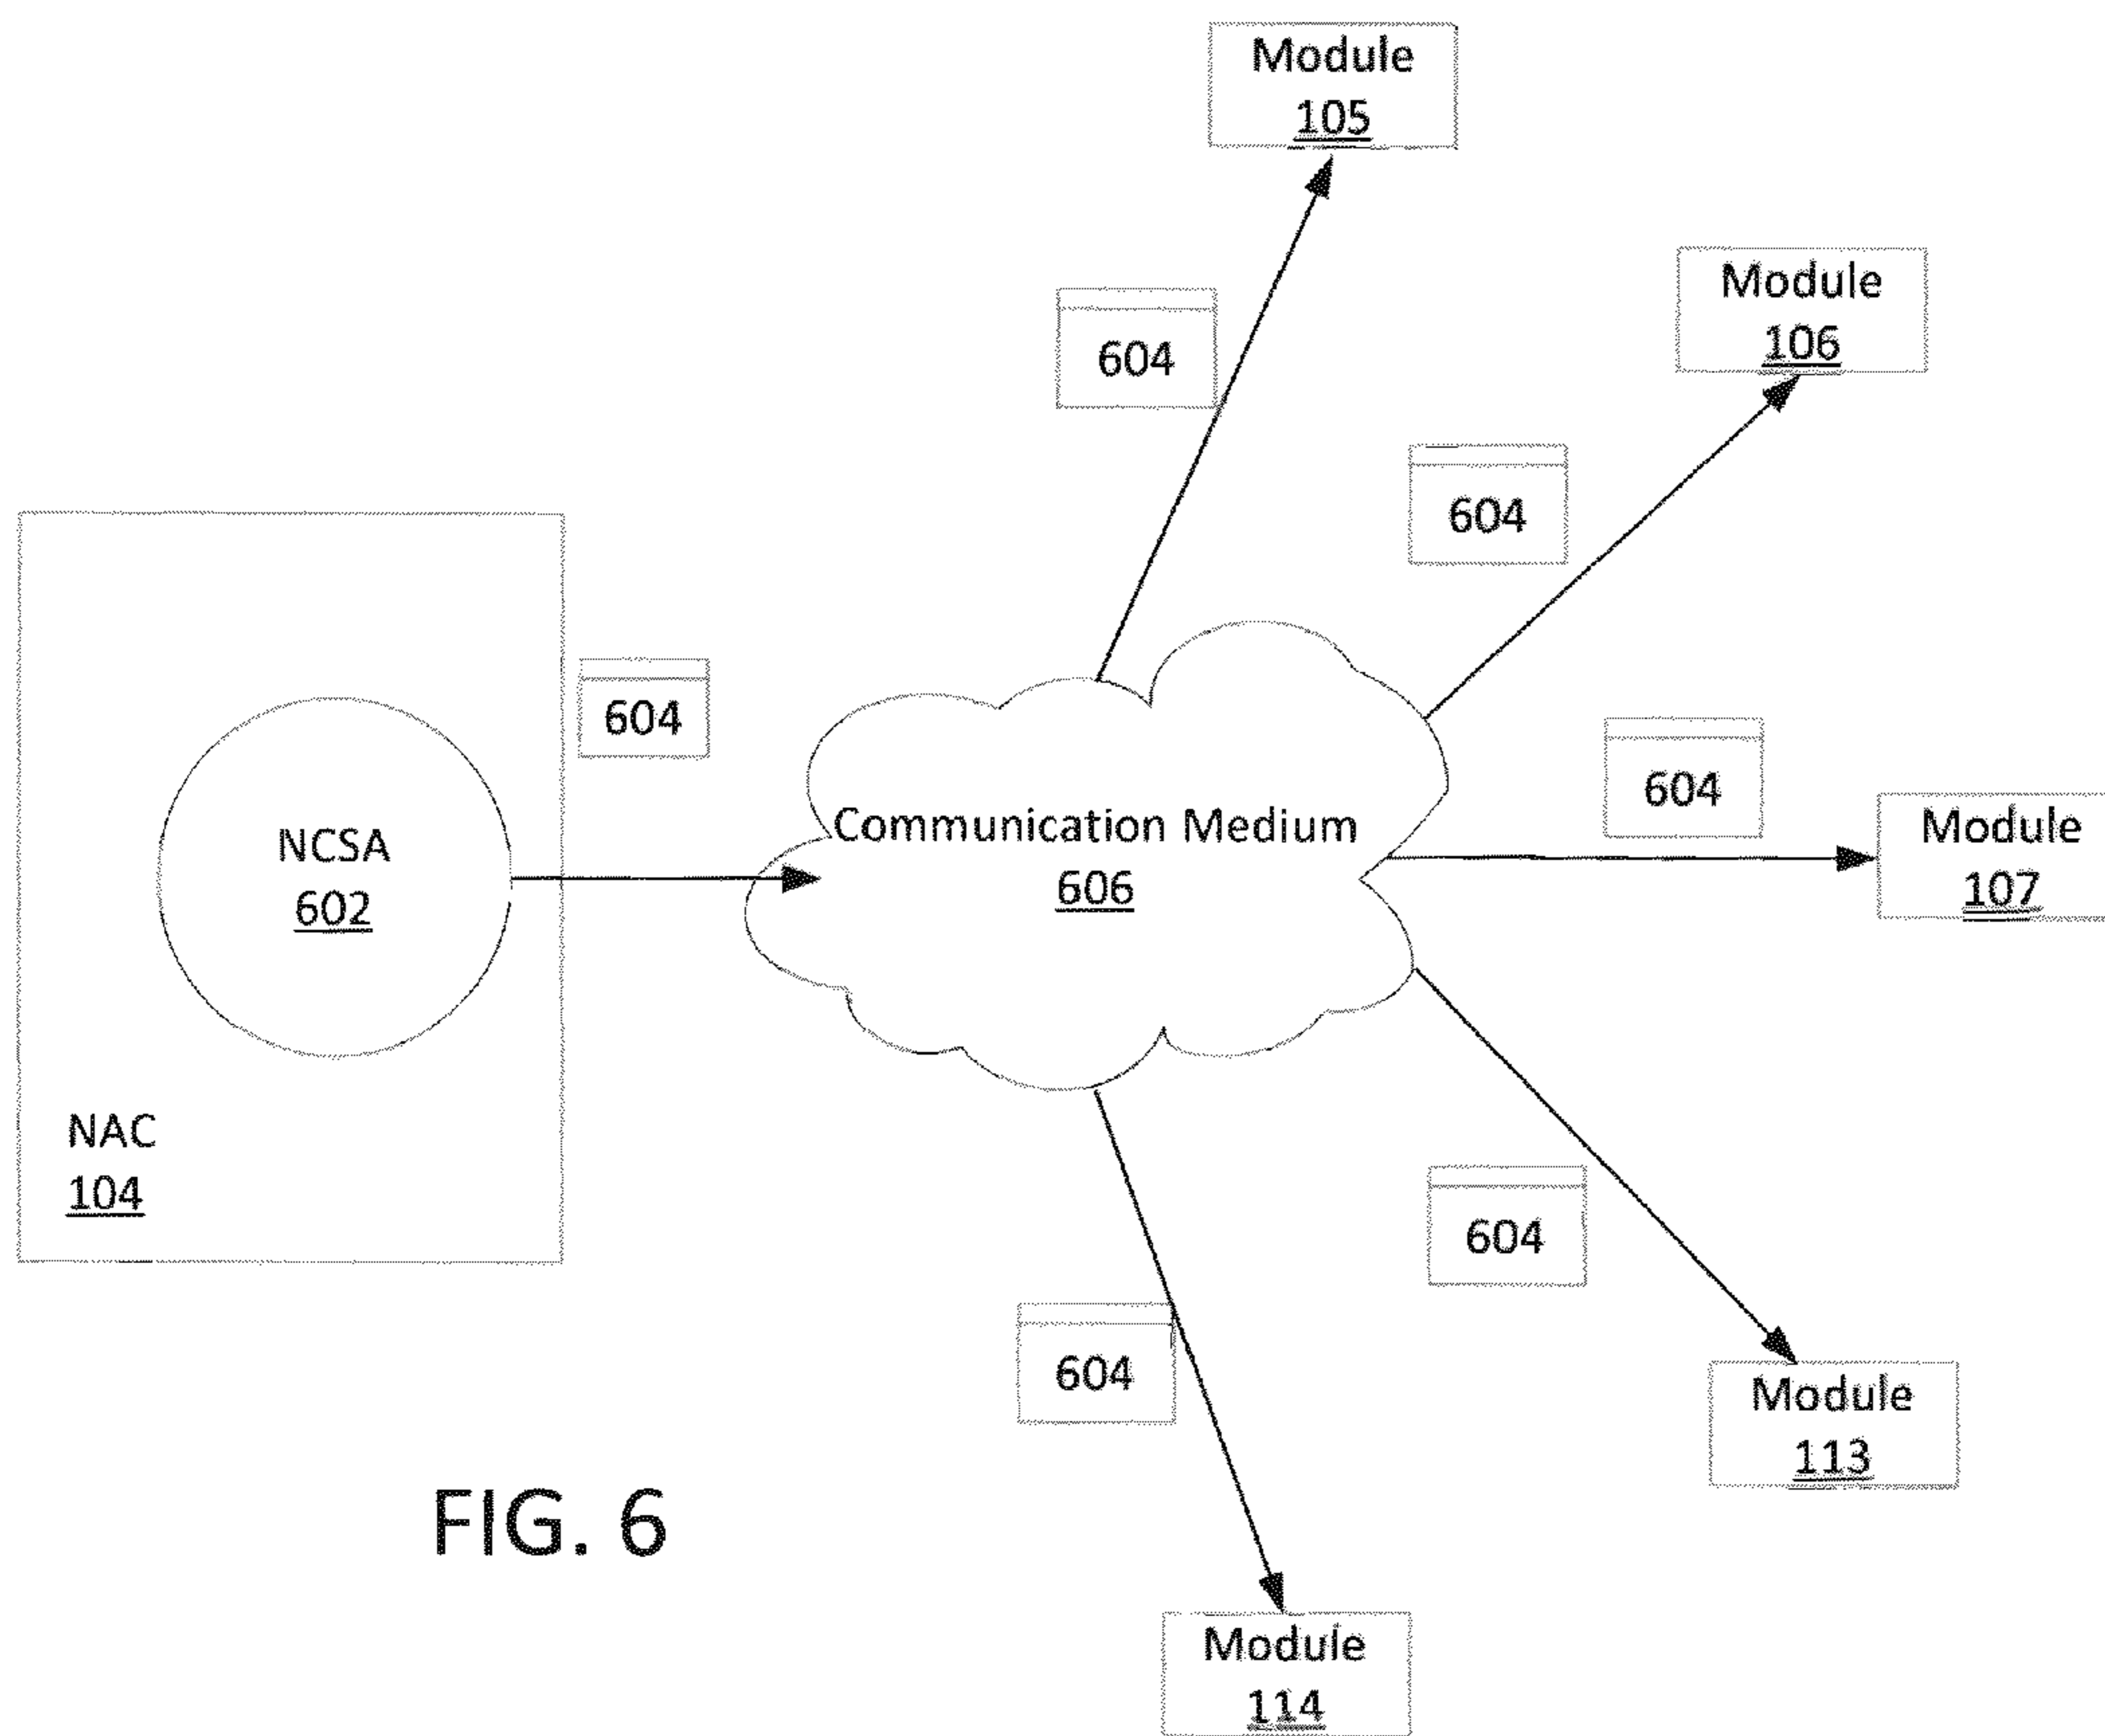 Module
105
Module
106
604
604
604
604
Module
107
NCSA
602
Communication Medium
606
NAC
104
604
604
Module
113
Module
114
FIG. 6